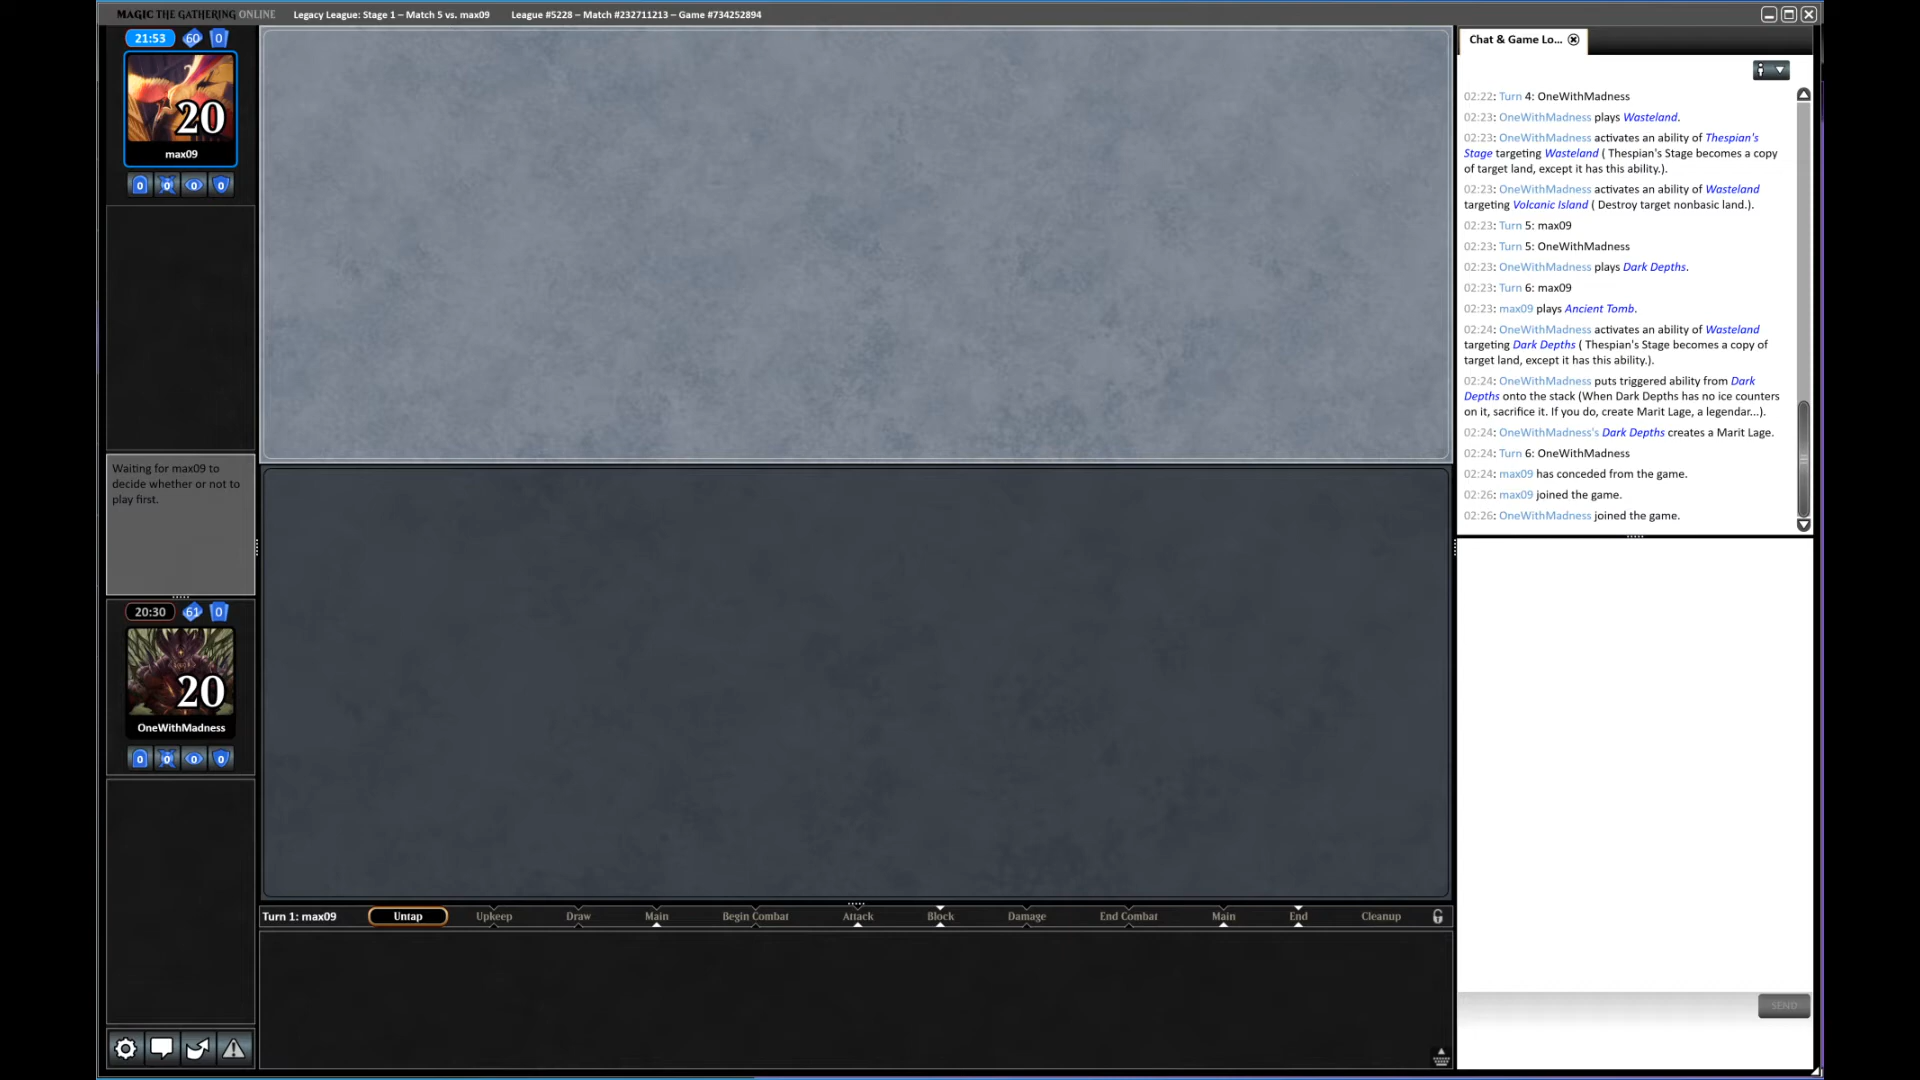 MAGIC THE GATHERING ONLINE Legacy League: Stage 1 – Match 5 vs. max09 League #5228 – Match #232711213 – Game #734252894
21:53 60 0
20
max09
0 0 0 0
Waiting for max09 to
decide whether or not to
play first.
20:30 61 0
20
OneWithMadness
0 0 0 0
Turn 1: max09 Untap Upkeep Draw Main Begin Combat Attack Block Damage End Combat Main End Cleanup
Chat & Game Lo...
02:22: Turn 4: OneWithMadness
02:23: OneWithMadness plays Wasteland.
02:23: OneWithMadness activates an ability of Thespian's
Stage targeting Wasteland ( Thespian's Stage becomes a copy
of target land, except it has this ability.).
02:23: OneWithMadness activates an ability of Wasteland
targeting Volcanic Island ( Destroy target nonbasic land.).
02:23: Turn 5: max09
02:23: Turn 5: OneWithMadness
02:23: OneWithMadness plays Dark Depths.
02:23: Turn 6: max09
02:23: max09 plays Ancient Tomb.
02:24: OneWithMadness activates an ability of Wasteland
targeting Dark Depths ( Thespian's Stage becomes a copy of
target land, except it has this ability.).
02:24: OneWithMadness puts triggered ability from Dark
Depths onto the stack (When Dark Depths has no ice counters
on it, sacrifice it. If you do, create Marit Lage, a legendar...).
02:24: OneWithMadness's Dark Depths creates a Marit Lage.
02:24: Turn 6: OneWithMadness
02:24: max09 has conceded from the game.
02:26: max09 joined the game.
02:26: OneWithMadness joined the game.
SEND